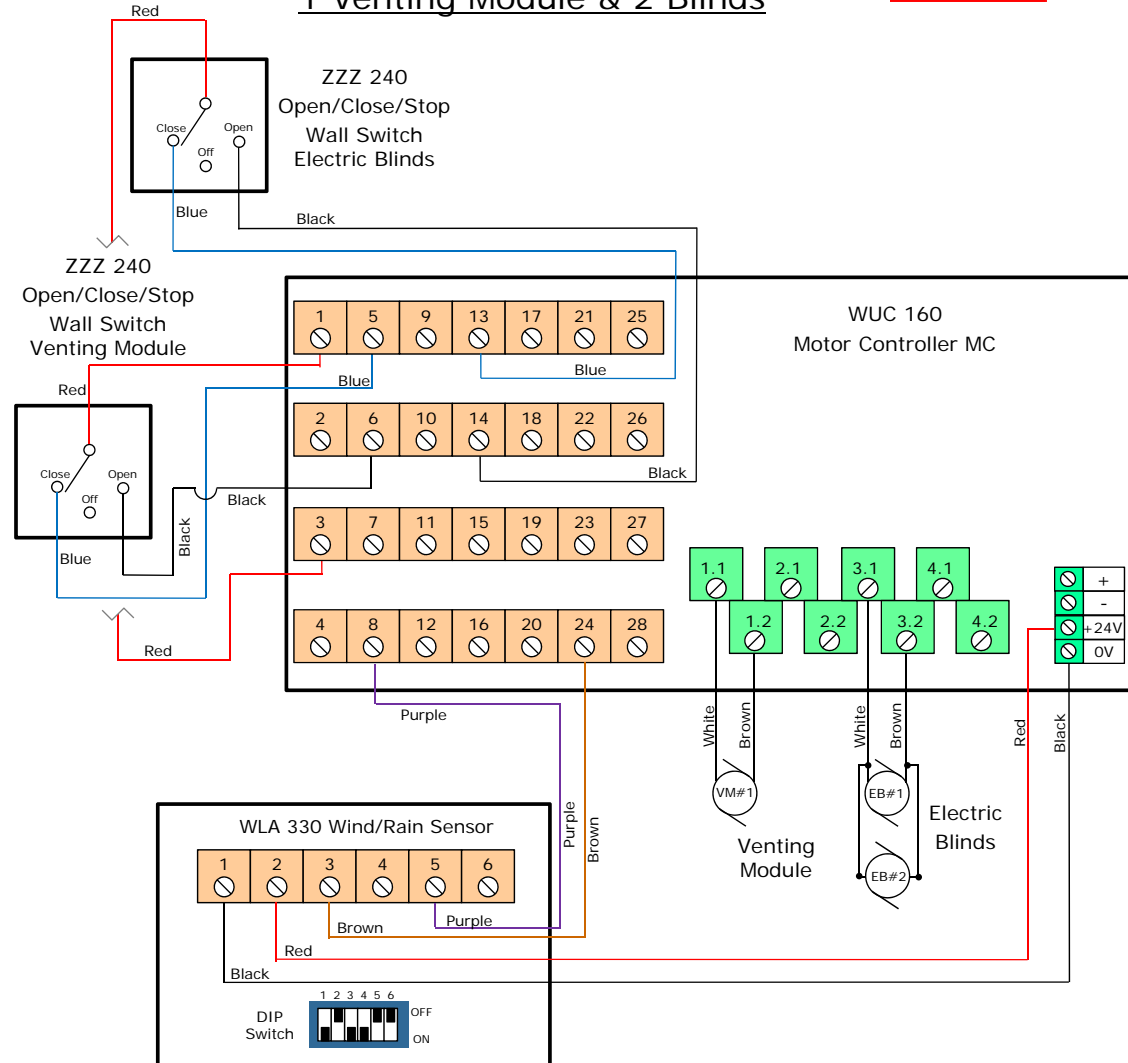 1 Venting Module & 2 Blinds
Red
ZZZ 240
Open/Close/Stop
Wall Switch
Electric Blinds
Close
Open
Off
Blue
Black
ZZZ 240
Open/Close/Stop
Wall Switch
Venting Module
WUC 160
Motor Controller MC
1 5 9 13 17 21 25
Blue
Blue
Red
2 6 10 14 18 22 26
Black
Close
Open
Off
Black
Black
Blue
3 7 11 15 19 23 27
1.1 2.1 3.1 4.1
1.2 2.2 3.2 4.2
+
-
+24V
0V
4 8 12 16 20 24 28
Red
Purple
White
Brown
White
Brown
Red
Black
VM#1
EB#1
Electric
Blinds
Venting
Module
EB#2
Purple
Brown
WLA 330 Wind/Rain Sensor
1 2 3 4 5 6
Purple
Brown
Red
Black
1 2 3 4 5 6
DIP
Switch
OFF
ON